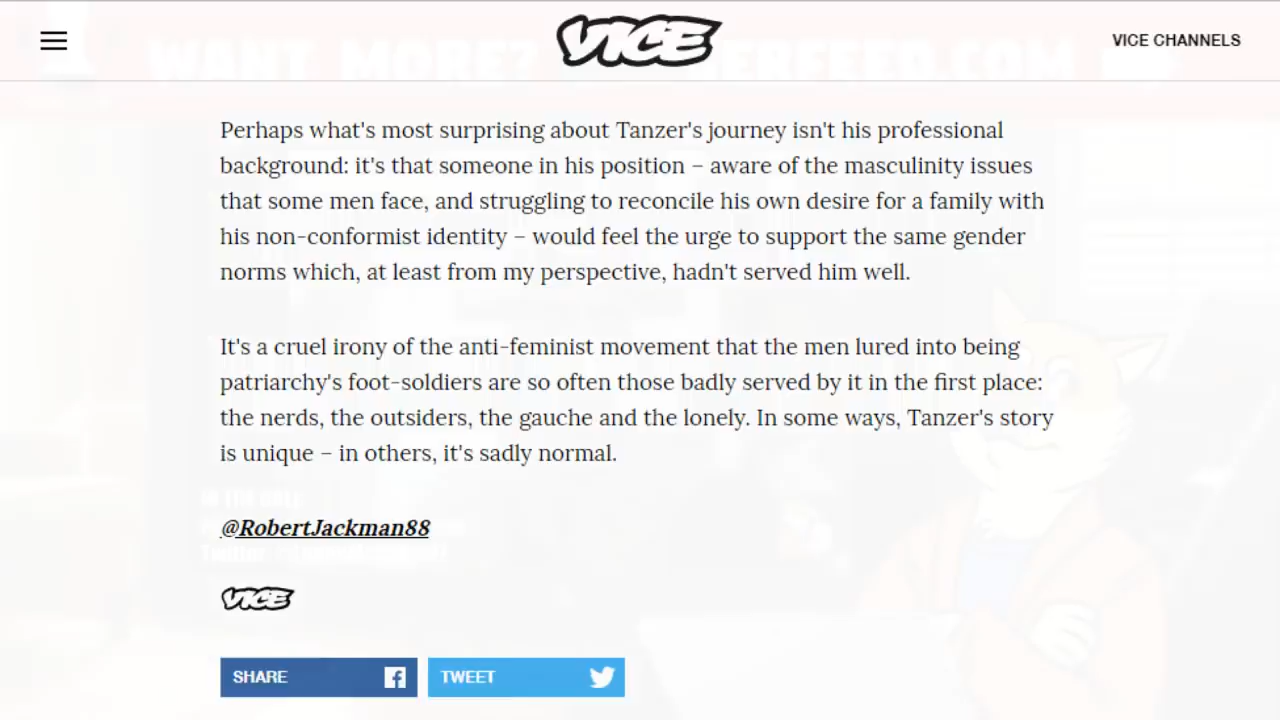 WANT MORE? ERFEED.COM
VICE
VICE CHANNELS
Perhaps what's most surprising about Tanzer's journey isn't his professional
background: it's that someone in his position – aware of the masculinity issues
that some men face, and struggling to reconcile his own desire for a family with
his non-conformist identity – would feel the urge to support the same gender
norms which, at least from my perspective, hadn't served him well.
It's a cruel irony of the anti-feminist movement that the men lured into being
patriarchy's foot-soldiers are so often those badly served by it in the first place:
the nerds, the outsiders, the gauche and the lonely. In some ways, Tanzer's story
is unique – in others, it's sadly normal.
@RobertJackman88
VICE
SHARE
TWEET